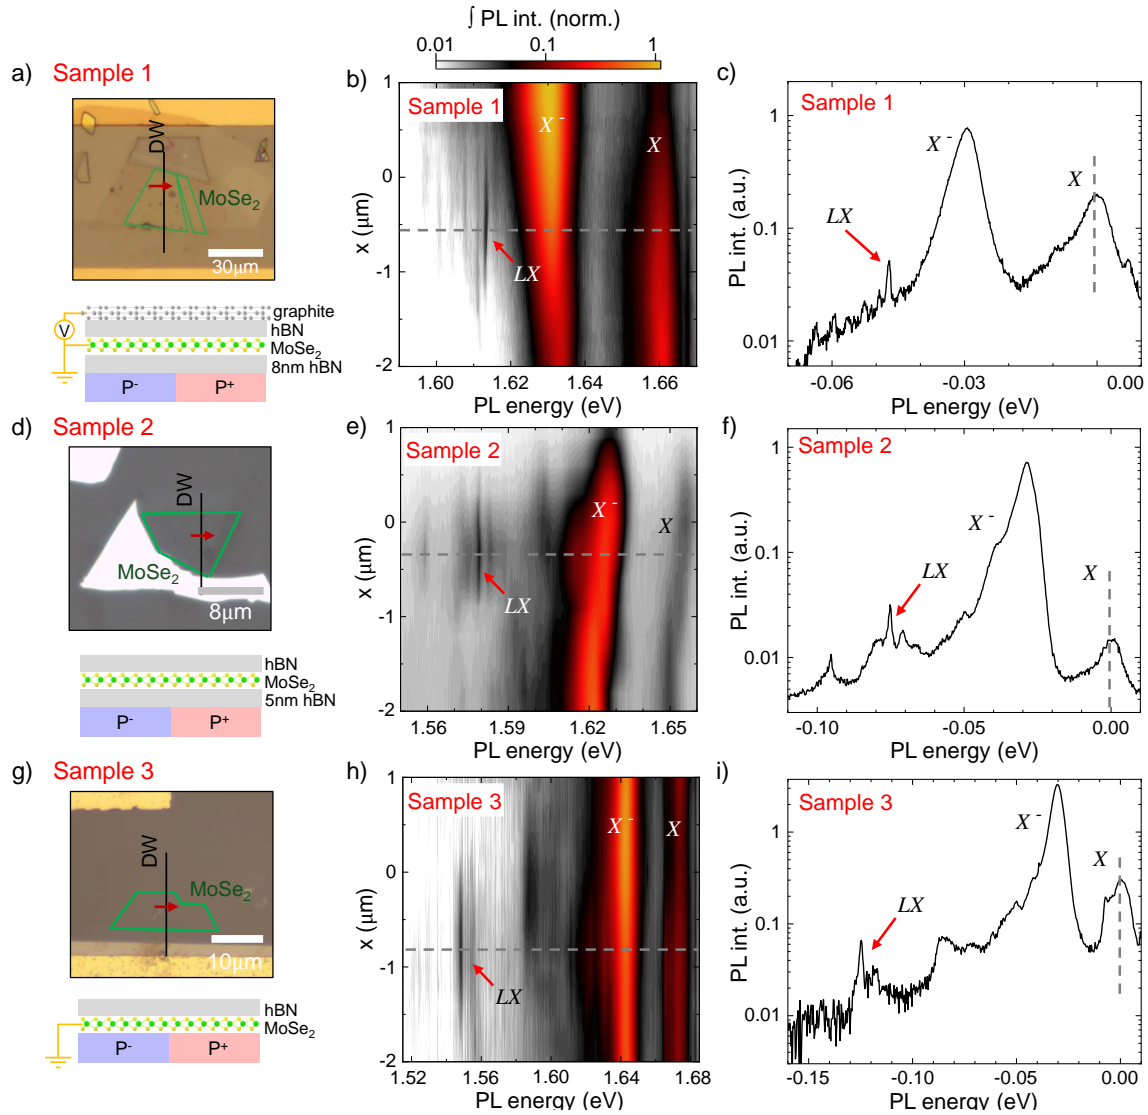 ∫ PL int. (norm.)
0.01 0.1 1
a) Sample 1
DW
MoSe2
30μm
V
graphite
hBN
MoSe2
8nm hBN
P- P+
b)
Sample 1
X-
X
LX
x (μm)
1
0
-1
-2
1.60 1.62 1.64 1.66
PL energy (eV)
c)
Sample 1
X-
X
LX
PL int. (a.u.)
1
0.1
0.01
-0.06 -0.03 0.00
PL energy (eV)
d) Sample 2
DW
MoSe2
8μm
hBN
MoSe2
5nm hBN
P- P+
e)
Sample 2
X-
X
LX
x (μm)
1
0
-1
-2
1.56 1.59 1.62 1.65
PL energy (eV)
f)
Sample 2
X-
LX
X
PL int. (a.u.)
1
0.1
0.01
-0.10 -0.05 0.00
PL energy (eV)
g) Sample 3
DW
MoSe2
10μm
hBN
MoSe2
P- P+
h)
Sample 3
X-
X
LX
x (μm)
1
0
-1
-2
1.52 1.56 1.60 1.64 1.68
PL energy (eV)
i)
Sample 3
X-
X
LX
PL int. (a.u.)
1
0.1
0.01
-0.15 -0.10 -0.05 0.00
PL energy (eV)